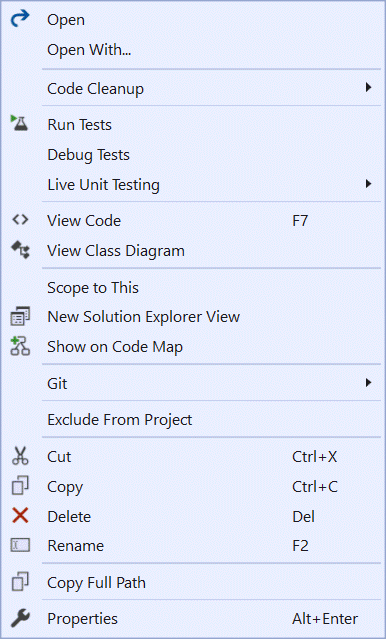 Open
Open With...
Code Cleanup
Run Tests
Debug Tests
Live Unit Testing
View Code F7
View Class Diagram
Scope to This
New Solution Explorer View
Show on Code Map
Git
Exclude From Project
Cut Ctrl+X
Copy Ctrl+C
Delete Del
Rename F2
Copy Full Path
Properties Alt+Enter